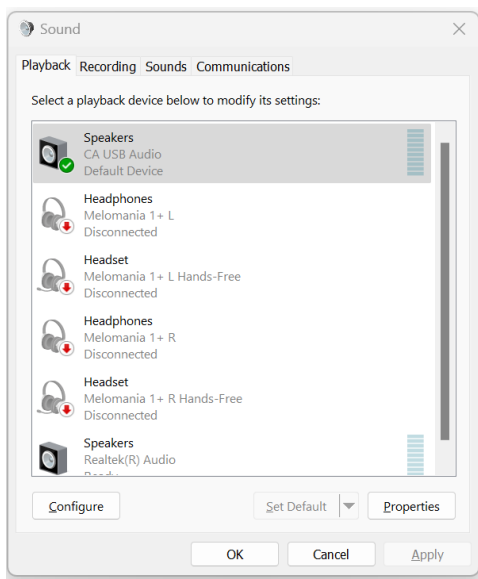 Sound
Playback Recording Sounds Communications
Select a playback device below to modify its settings:
Speakers
CA USB Audio
Default Device
Headphones
Melomania 1+ L
Disconnected
Headset
Melomania 1+ L Hands-Free
Disconnected
Headphones
Melomania 1+ R
Disconnected
Headset
Melomania 1+ R Hands-Free
Disconnected
Speakers
Realtek(R) Audio
Configure Set Default Properties
OK Cancel Apply